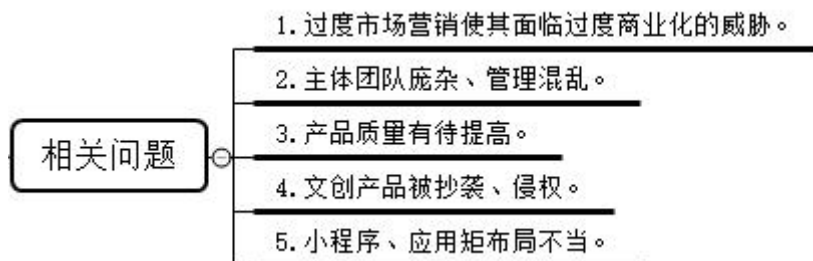 1.过度市场营销使其面临过度商业化的威胁。
2.主体团队庞杂、管理混乱。
相关问题
3.产品质量有待提高。
4.文创产品被抄袭、侵权。
5.小程序、应用矩布局不当。